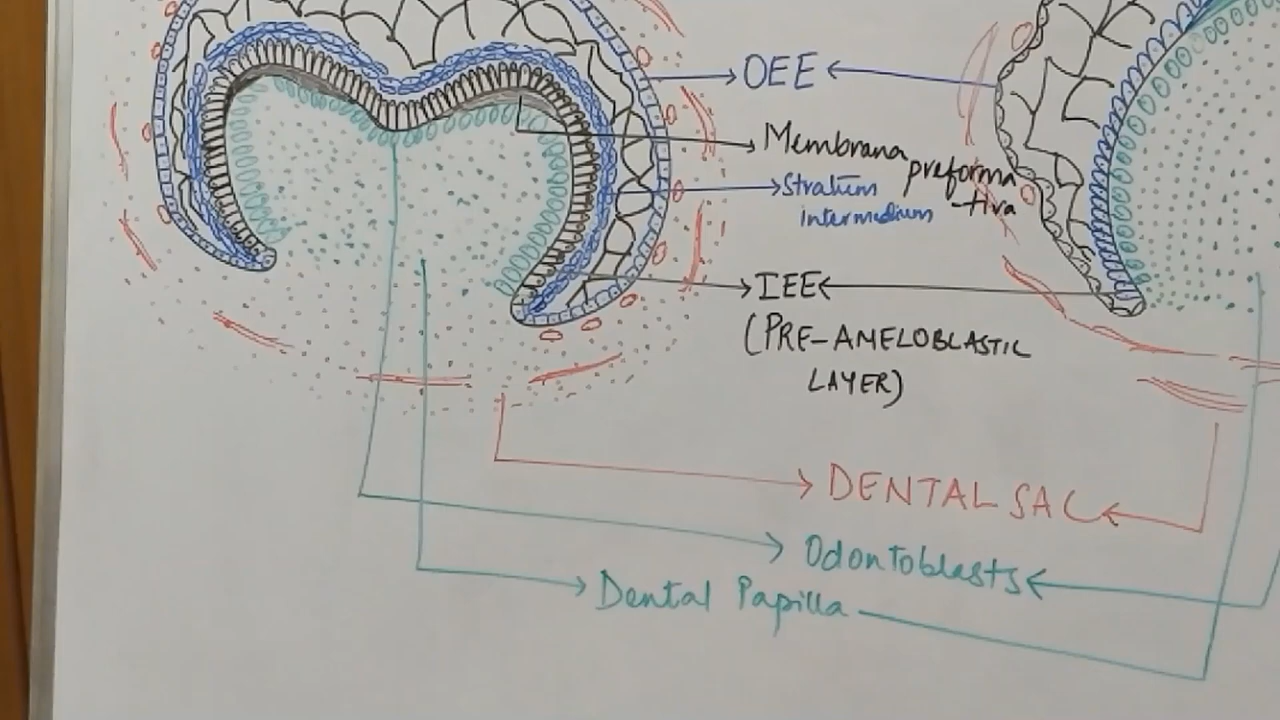 OEE
Membrana
preforma
-tiva
Stratum
intermedium
IEE
(PRE-AMELOBLASTIC
LAYER)
DENTAL SAC
Odontoblasts
Dental Papilla